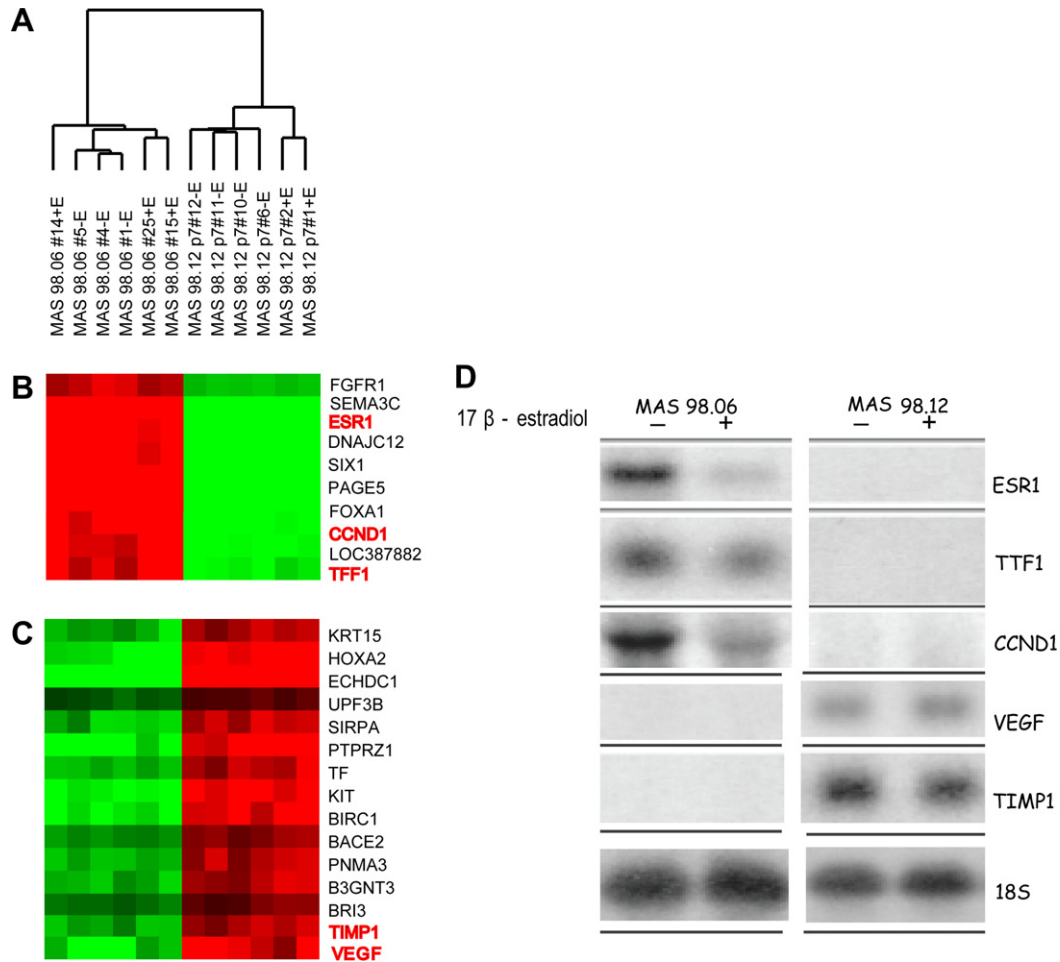 A
MAS 98.06 #14+E
MAS 98.06 #5-E
MAS 98.06 #4-E
MAS 98.06 #1-E
MAS 98.06 #25+E
MAS 98.06 #15+E
MAS 98.12 p7#12-E
MAS 98.12 p7#11-E
MAS 98.12 p7#10-E
MAS 98.12 p7#6-E
MAS 98.12 p7#2+E
MAS 98.12 p7#1+E
B
FGFR1
SEMA3C
ESR1
DNAJC12
SIX1
PAGE5
FOXA1
CCND1
LOC387882
TFF1
C
KRT15
HOXA2
ECHDC1
UPF3B
SIRPA
PTPRZ1
TF
KIT
BIRC1
BACE2
PNMA3
B3GNT3
BRI3
TIMP1
VEGF
D
MAS 98.06 MAS 98.12
17 β - estradiol − + − +
ESR1
TTF1
CCND1
VEGF
TIMP1
18S